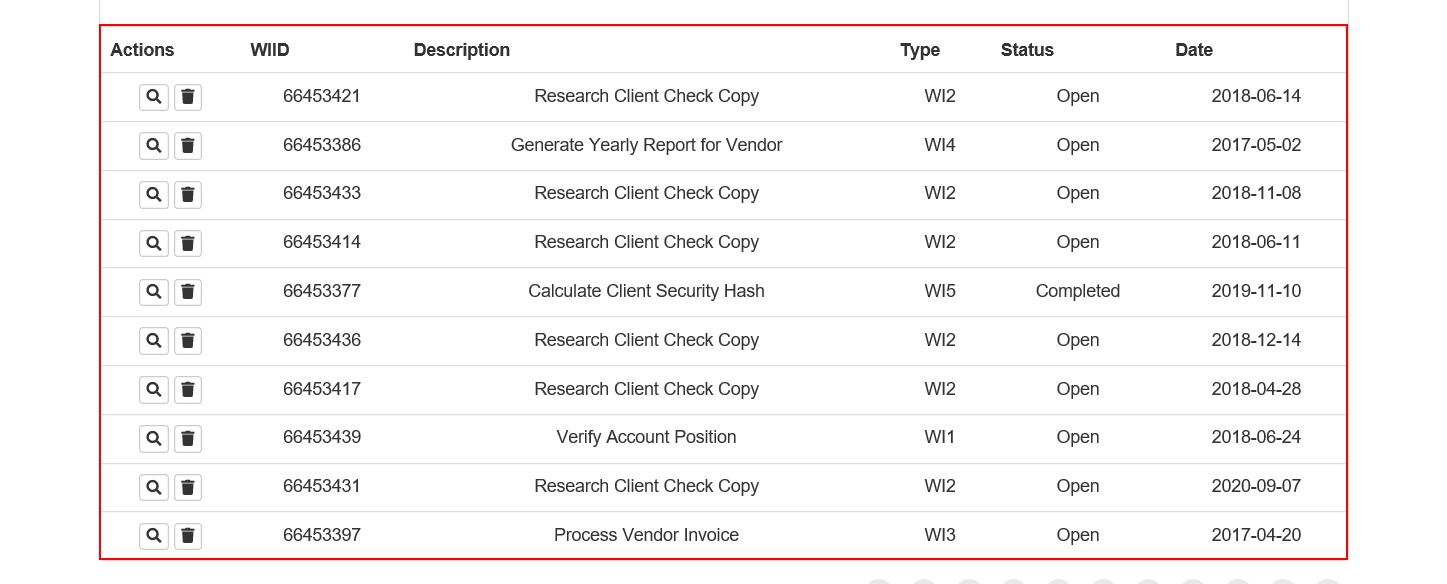 Actions WIID Description Type Status Date
66453421 Research Client Check Copy WI2 Open 2018-06-14
66453386 Generate Yearly Report for Vendor WI4 Open 2017-05-02
66453433 Research Client Check Copy WI2 Open 2018-11-08
66453414 Research Client Check Copy WI2 Open 2018-06-11
66453377 Calculate Client Security Hash WI5 Completed 2019-11-10
66453436 Research Client Check Copy WI2 Open 2018-12-14
66453417 Research Client Check Copy WI2 Open 2018-04-28
66453439 Verify Account Position WI1 Open 2018-06-24
66453431 Research Client Check Copy WI2 Open 2020-09-07
66453397 Process Vendor Invoice WI3 Open 2017-04-20